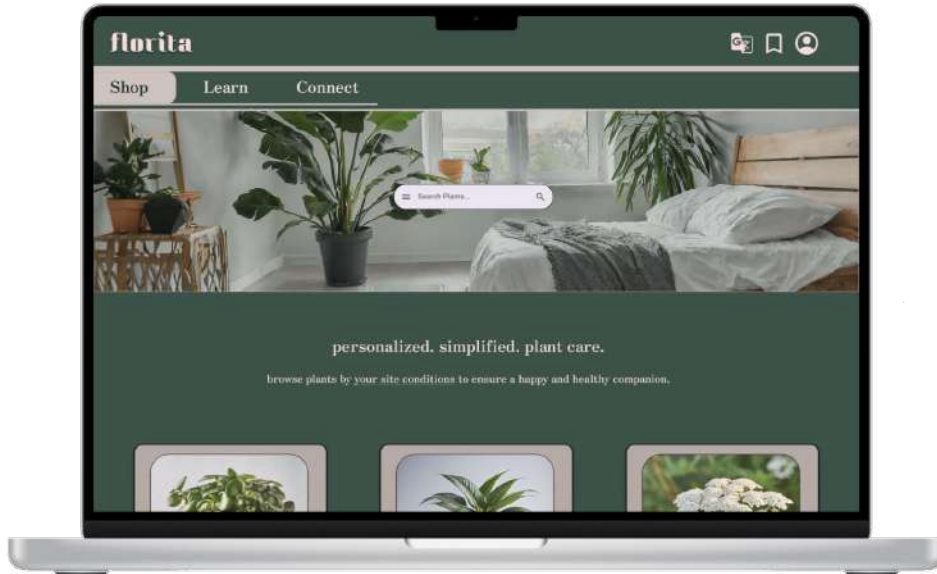 florita
Shop Learn Connect
Search Plants...
personalized. simplified. plant care.
browse plants by your site conditions to ensure a happy and healthy companion.